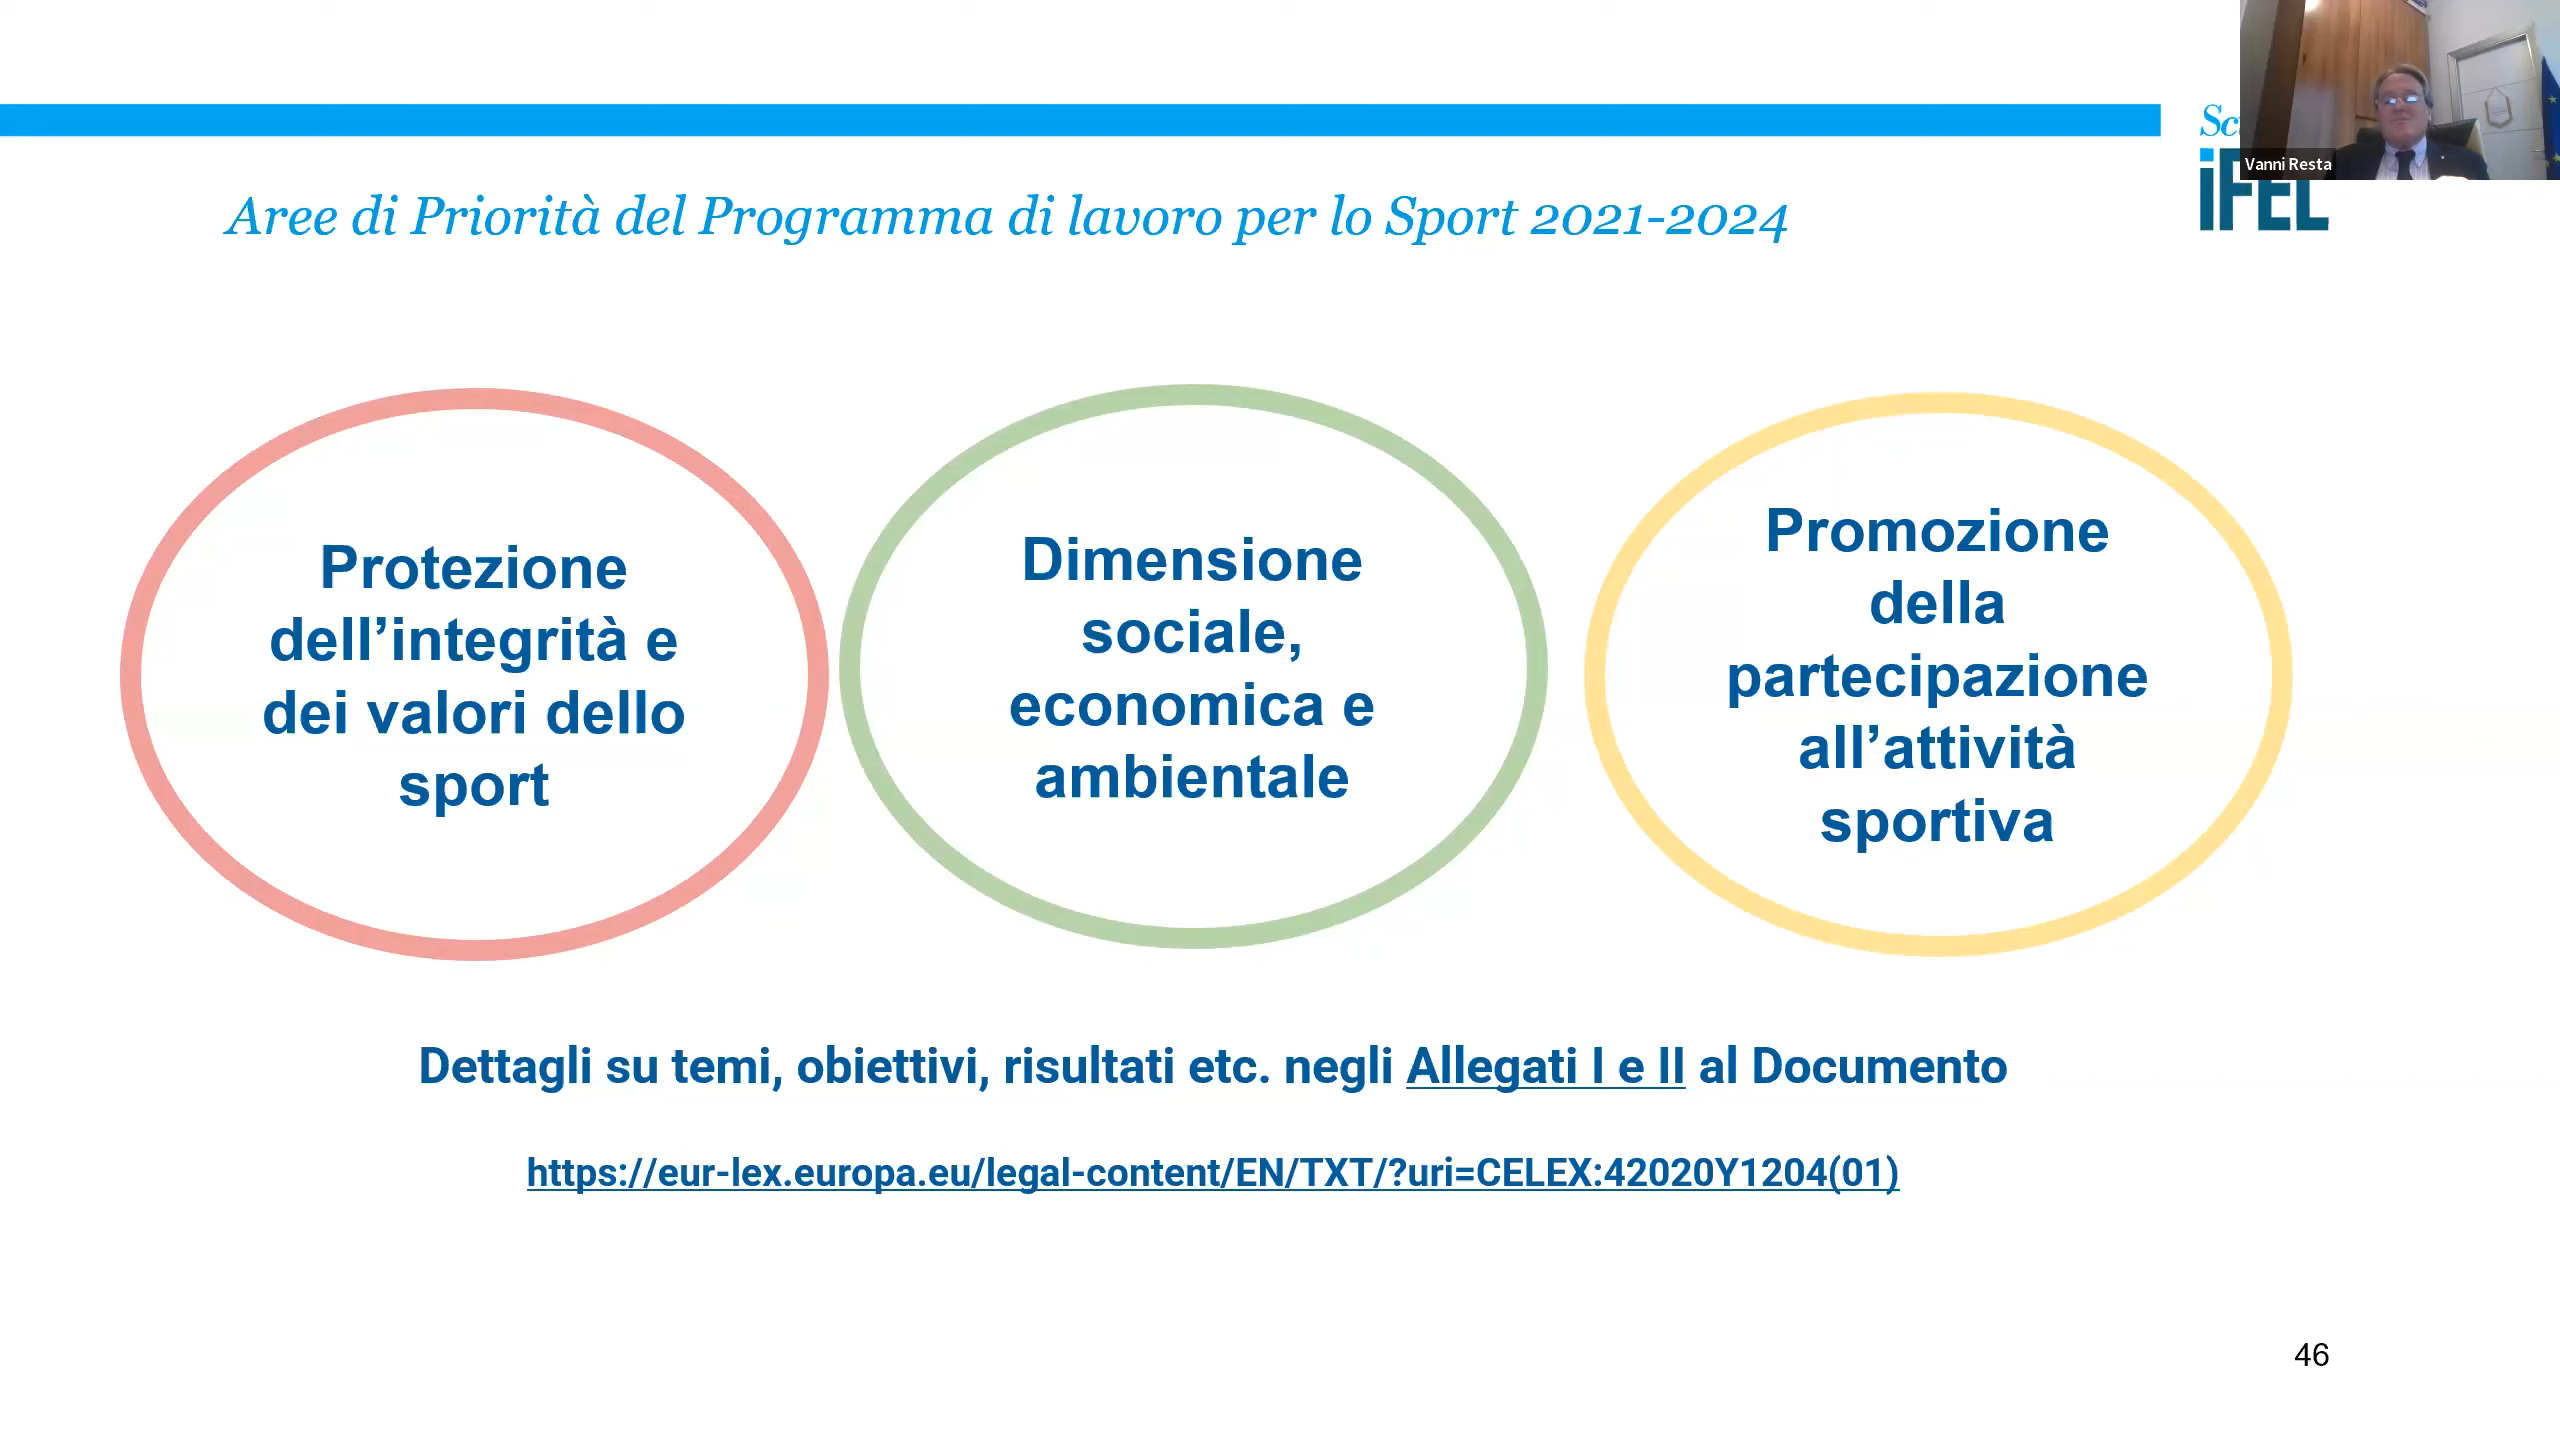 Vanni Resta
iFEL
Aree di Priorità del Programma di lavoro per lo Sport 2021-2024
Protezione
dell’integrità e
dei valori dello
sport
Dimensione
sociale,
economica e
ambientale
Promozione
della
partecipazione
all’attività
sportiva
Dettagli su temi, obiettivi, risultati etc. negli Allegati I e II al Documento
https://eur-lex.europa.eu/legal-content/EN/TXT/?uri=CELEX:42020Y1204(01)
46